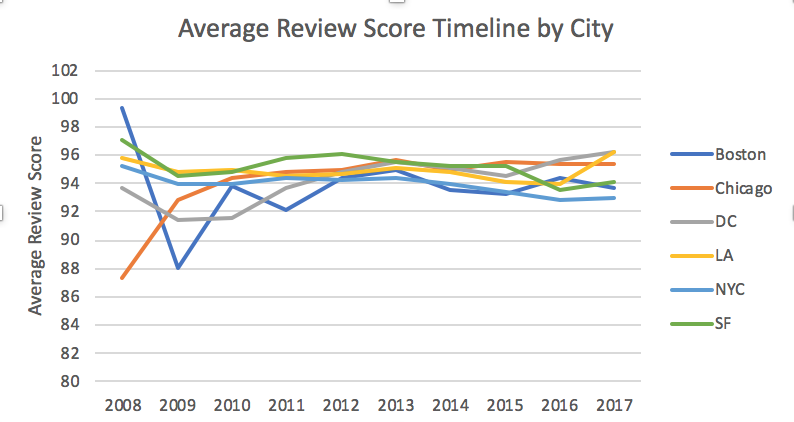 Average Review Score Timeline by City
Average Review Score
102
100
98
96
94
92
90
88
86
84
82
80
2008 2009 2010 2011 2012 2013 2014 2015 2016 2017
Boston
Chicago
DC
LA
NYC
SF